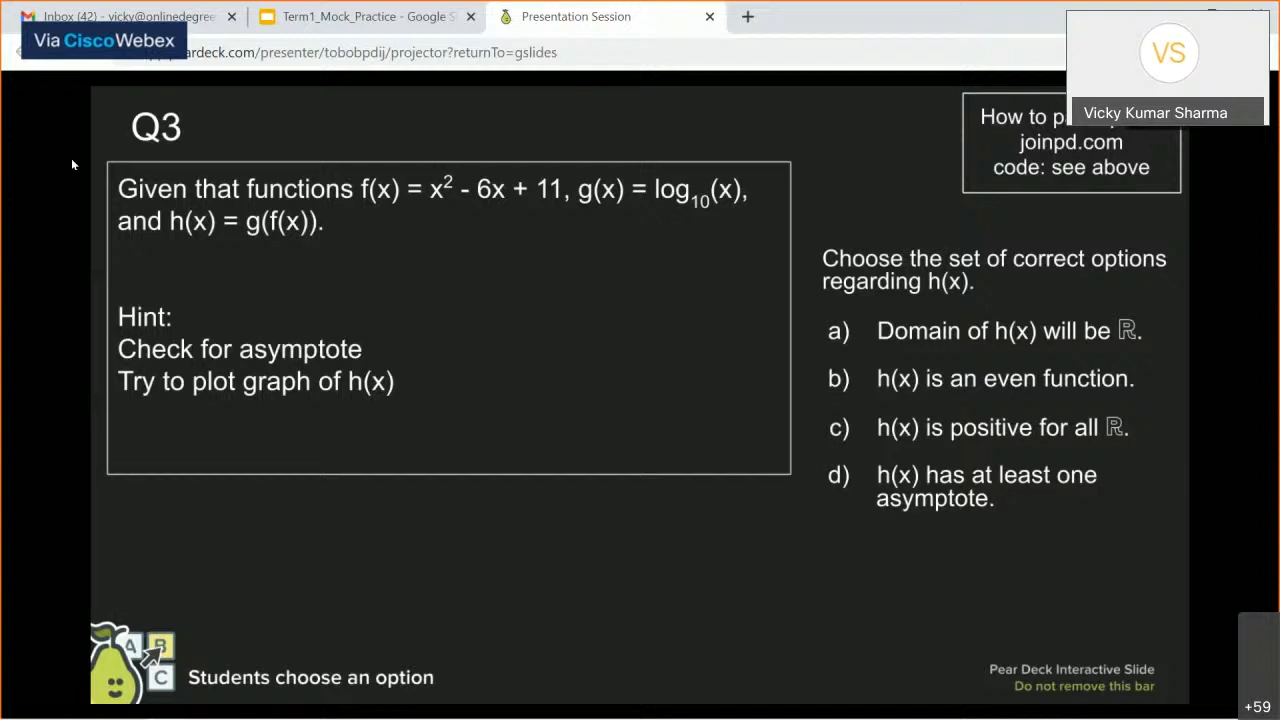 Inbox (42) - vicky@onlinedegre
Term1_Mock_Practice - Google S
Presentation Session
Via CiscoWebex
deck.com/presenter/tobobpdij/projector?returnTo=gslides
VS
Vicky Kumar Sharma
Q3
How to
joinpd.com
code: see above
Given that functions f(x) = x² - 6x + 11, g(x) = log₁₀(x),
and h(x) = g(f(x)).
Hint:
Check for asymptote
Try to plot graph of h(x)
Choose the set of correct options
regarding h(x).
a) Domain of h(x) will be ℝ.
b) h(x) is an even function.
c) h(x) is positive for all ℝ.
d) h(x) has at least one
asymptote.
A B
C
Students choose an option
Pear Deck Interactive Slide
Do not remove this bar
+59